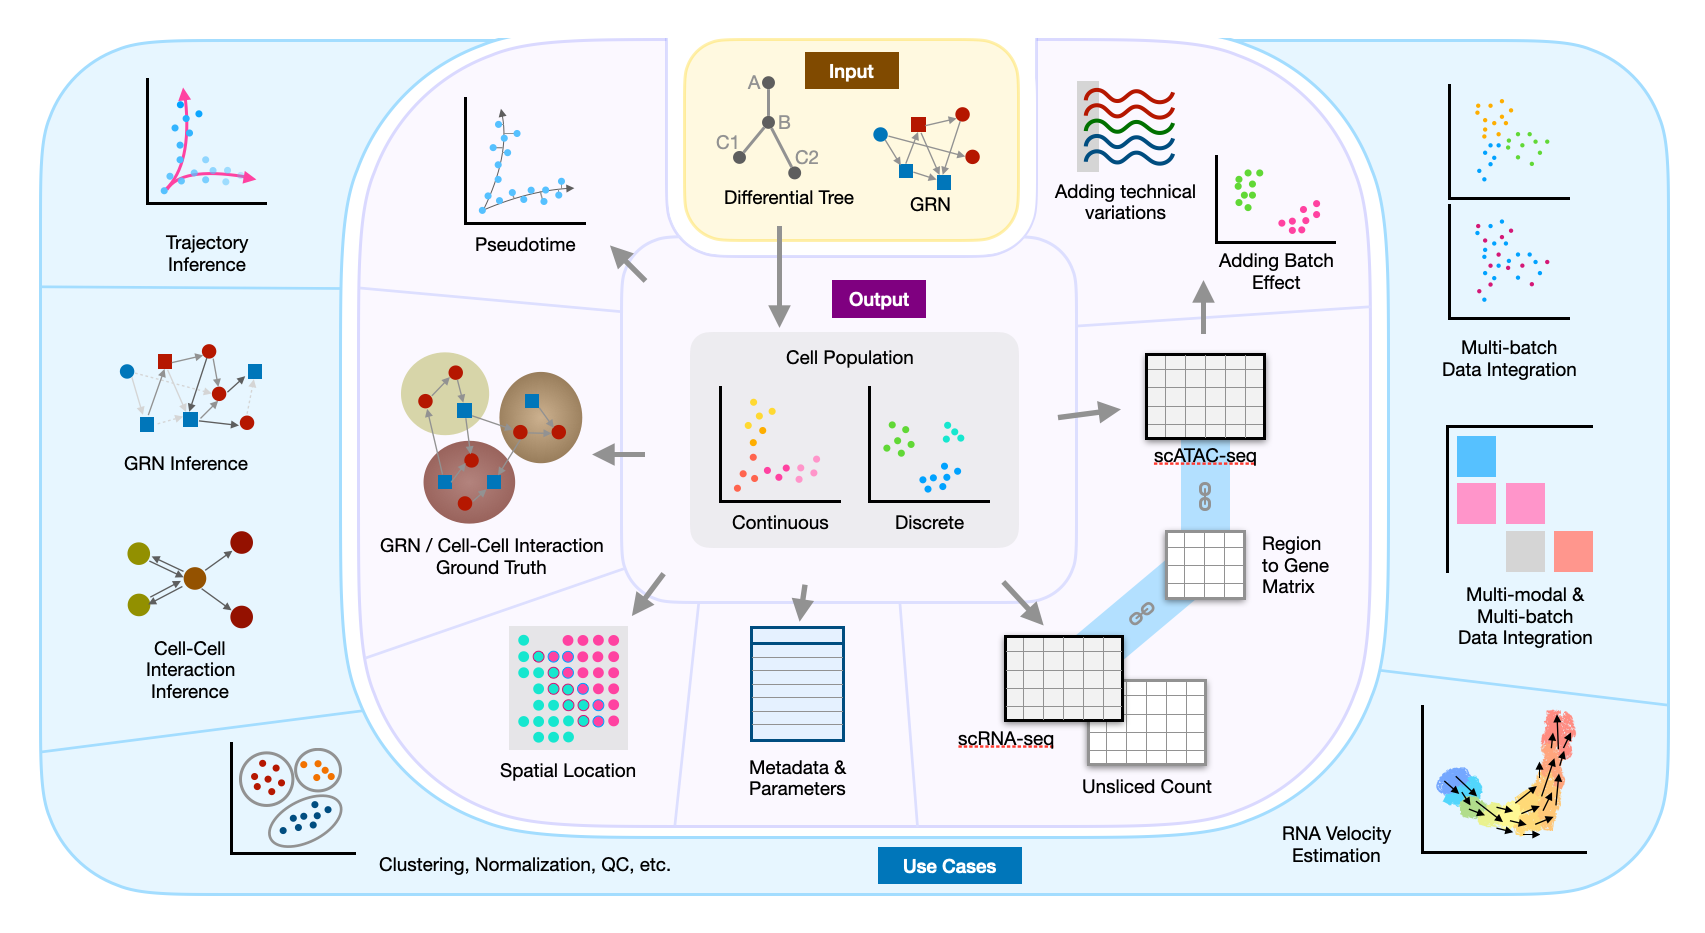 Input
A
B
C1
C2
Differential Tree
GRN
Output
Cell Population
Continuous
Discrete
Pseudotime
GRN / Cell-Cell Interaction
Ground Truth
Spatial Location
Metadata &
Parameters
scRNA-seq
Unsliced Count
Region
to Gene
Matrix
scATAC-seq
Adding technical
variations
Adding Batch
Effect
Trajectory
Inference
GRN Inference
Cell-Cell
Interaction
Inference
Clustering, Normalization, QC, etc.
Use Cases
RNA Velocity
Estimation
Multi-modal &
Multi-batch
Data Integration
Multi-batch
Data Integration